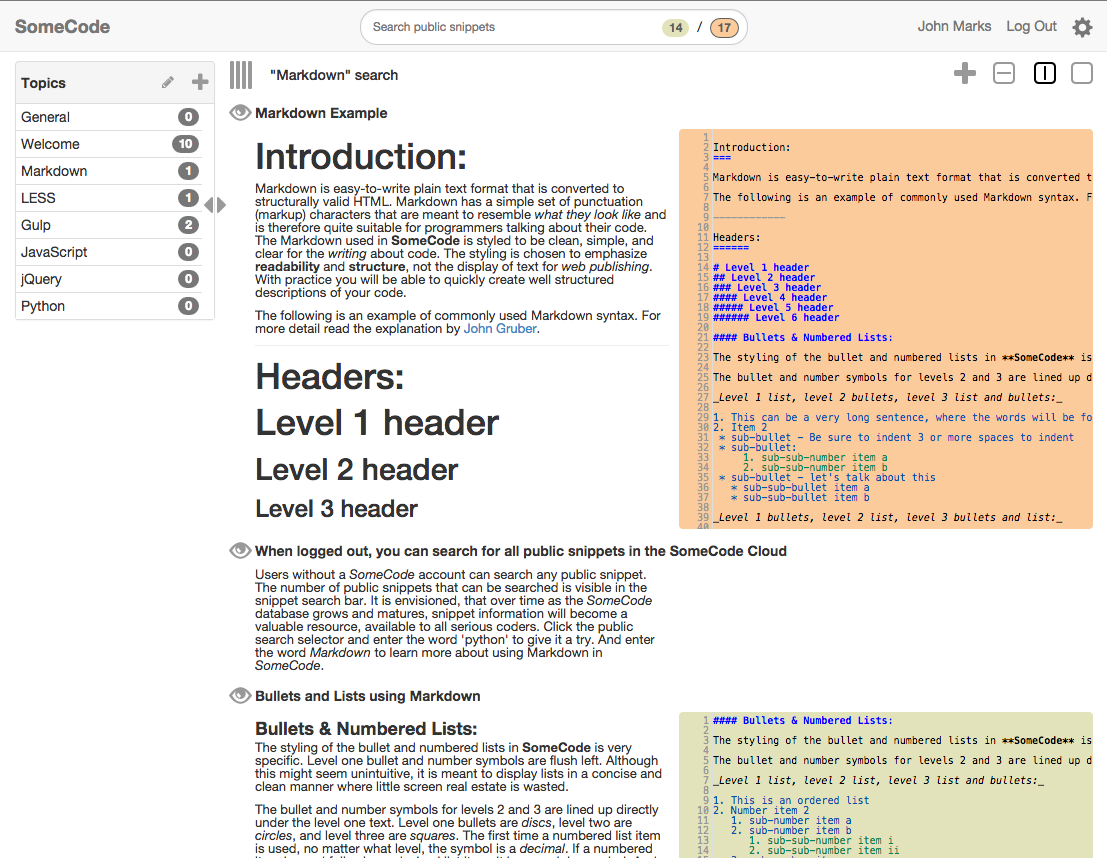 SomeCode
Search public snippets
14 / 17
John Marks
Log Out
Topics
General 0
Welcome 10
Markdown 1
LESS 1
Gulp 2
JavaScript 0
jQuery 0
Python 0
"Markdown" search
Markdown Example
Introduction:
Markdown is easy-to-write plain text format that is converted to
structurally valid HTML. Markdown has a simple set of punctuation
(markup) characters that are meant to resemble what they look like and
is therefore quite suitable for programmers talking about their code.
The Markdown used in SomeCode is styled to be clean, simple, and
clear for the writing about code. The styling is chosen to emphasize
readability and structure, not the display of text for web publishing.
With practice you will be able to quickly create well structured
descriptions of your code.
The following is an example of commonly used Markdown syntax. For
more detail read the explanation by John Gruber.
Headers:
Level 1 header
Level 2 header
Level 3 header
1
2 Introduction:
3 ===
4
5 Markdown is easy-to-write plain text format that is converted t
6
7 The following is an example of commonly used Markdown syntax. F
8
9 ------------
10
11 Headers:
12 ======
13
14 # Level 1 header
15 ## Level 2 header
16 ### Level 3 header
17 #### Level 4 header
18 ##### Level 5 header
19 ###### Level 6 header
20
21 #### Bullets & Numbered Lists:
22
23 The styling of the bullet and numbered lists in **SomeCode** is
24
25 The bullet and number symbols for levels 2 and 3 are lined up d
26
27 _Level 1 list, level 2 bullets, level 3 list and bullets:_
28
29 1. This can be a very long sentence, where the words will be fo
30 2. Item 2
31 * sub-bullet - Be sure to indent 3 or more spaces to indent
32 * sub-bullet:
33 1. sub-sub-number item a
34 2. sub-sub-number item b
35 * sub-bullet - let's talk about this
36 * sub-sub-bullet item a
37 * sub-sub-bullet item b
38
39 _Level 1 bullets, level 2 list, level 3 bullets and list:_
40
When logged out, you can search for all public snippets in the SomeCode Cloud
Users without a SomeCode account can search any public snippet.
The number of public snippets that can be searched is visible in the
snippet search bar. It is envisioned, that over time as the SomeCode
database grows and matures, snippet information will become a
valuable resource, available to all serious coders. Click the public
search selector and enter the word 'python' to give it a try. And enter
the word Markdown to learn more about using Markdown in
SomeCode.
Bullets and Lists using Markdown
Bullets & Numbered Lists:
The styling of the bullet and numbered lists in SomeCode is very
specific. Level one bullet and number symbols are flush left. Although
this might seem unintuitive, it is meant to display lists in a concise and
clean manner where little screen real estate is wasted.
The bullet and number symbols for levels 2 and 3 are lined up directly
under the level one text. Level one bullets are discs, level two are
circles, and level three are squares. The first time a numbered list item
is used, no matter what level, the symbol is a decimal. If a numbered
1 #### Bullets & Numbered Lists:
2
3 The styling of the bullet and numbered lists in **SomeCode** is
4
5 The bullet and number symbols for levels 2 and 3 are lined up d
6
7 _Level 1 list, level 2 list, level 3 list and bullets:_
8
9 1. This is an ordered list
10 2. Number item 2
11 1. sub-number item a
12 2. sub-number item b
13 1. sub-sub-number item i
14 2. sub-sub-number item ii
15